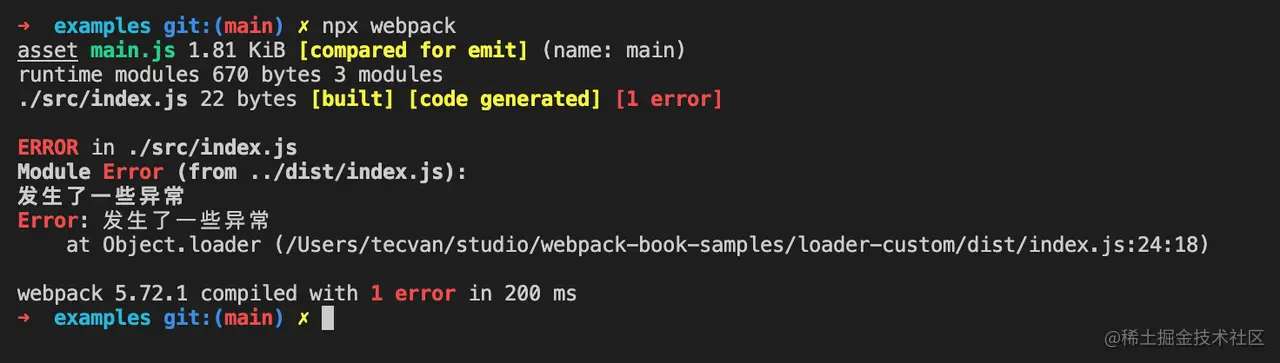 ➜  examples git:(main) ✗ npx webpack
asset main.js 1.81 KiB [compared for emit] (name: main)
runtime modules 670 bytes 3 modules
./src/index.js 22 bytes [built] [code generated] [1 error]
ERROR in ./src/index.js
Module Error (from ../dist/index.js):
发生了一些异常
Error: 发生了一些异常
    at Object.loader (/Users/tecvan/studio/webpack-book-samples/loader-custom/dist/index.js:24:18)
webpack 5.72.1 compiled with 1 error in 200 ms
➜  examples git:(main) ✗
@稀土掘金技术社区